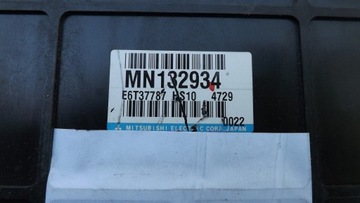 MN132934
E6T37787 HS10 4729
0022
MITSUBISHI ELECTRIC CORP. JAPAN